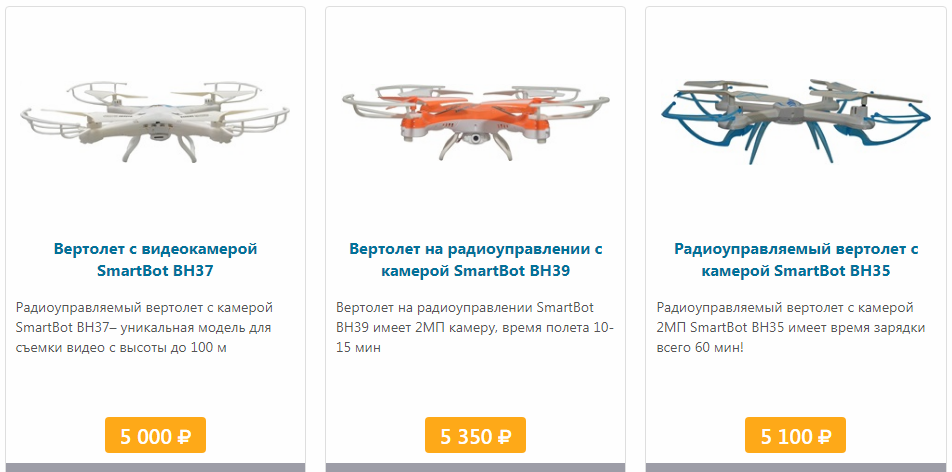 Вертолет с видеокамерой
SmartBot BH37
Радиоуправляемый вертолет с камерой
SmartBot BH37– уникальная модель для
съемки видео с высоты до 100 м
5 000 ₽
Вертолет на радиоуправлении с
камерой SmartBot BH39
Вертолет на радиоуправлении SmartBot
BH39 имеет 2МП камеру, время полета 10-
15 мин
5 350 ₽
Радиоуправляемый вертолет с
камерой SmartBot BH35
Радиоуправляемый вертолет с камерой
2МП SmartBot BH35 имеет время зарядки
всего 60 мин!
5 100 ₽